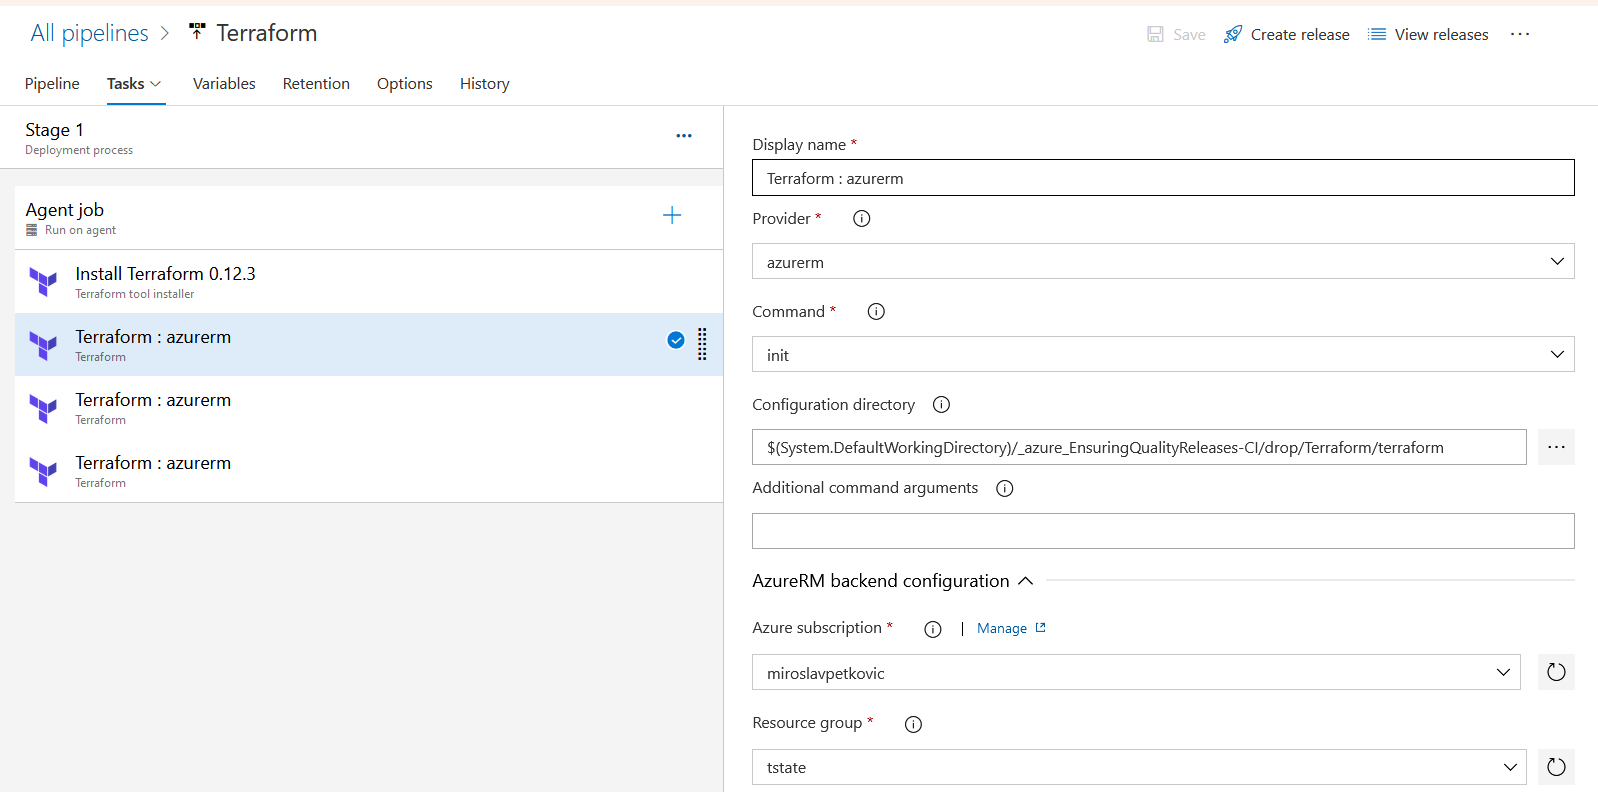 All pipelines > Terraform
Save Create release View releases ...
Pipeline Tasks Variables Retention Options History
Stage 1
Deployment process
Agent job
Run on agent
Install Terraform 0.12.3
Terraform tool installer
Terraform : azurerm
Terraform
Terraform : azurerm
Terraform
Terraform : azurerm
Terraform
Display name *
Terraform : azurerm
Provider *
azurerm
Command *
init
Configuration directory
$(System.DefaultWorkingDirectory)/_azure_EnsuringQualityReleases-CI/drop/Terraform/terraform
Additional command arguments
AzureRM backend configuration
Azure subscription * | Manage
miroslavpetkovic
Resource group *
tstate